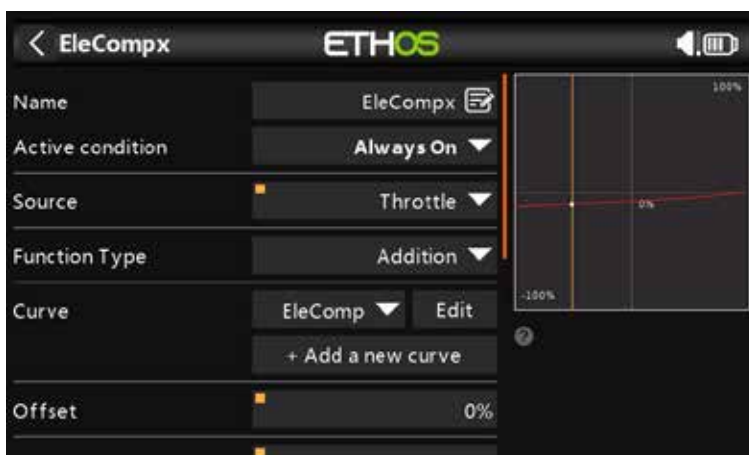 EleCompx
ETHOS
Name EleCompx
Active condition Always On
Source Throttle
Function Type Addition
Curve EleComp Edit
+ Add a new curve
Offset 0%
100%
0%
-100%
?